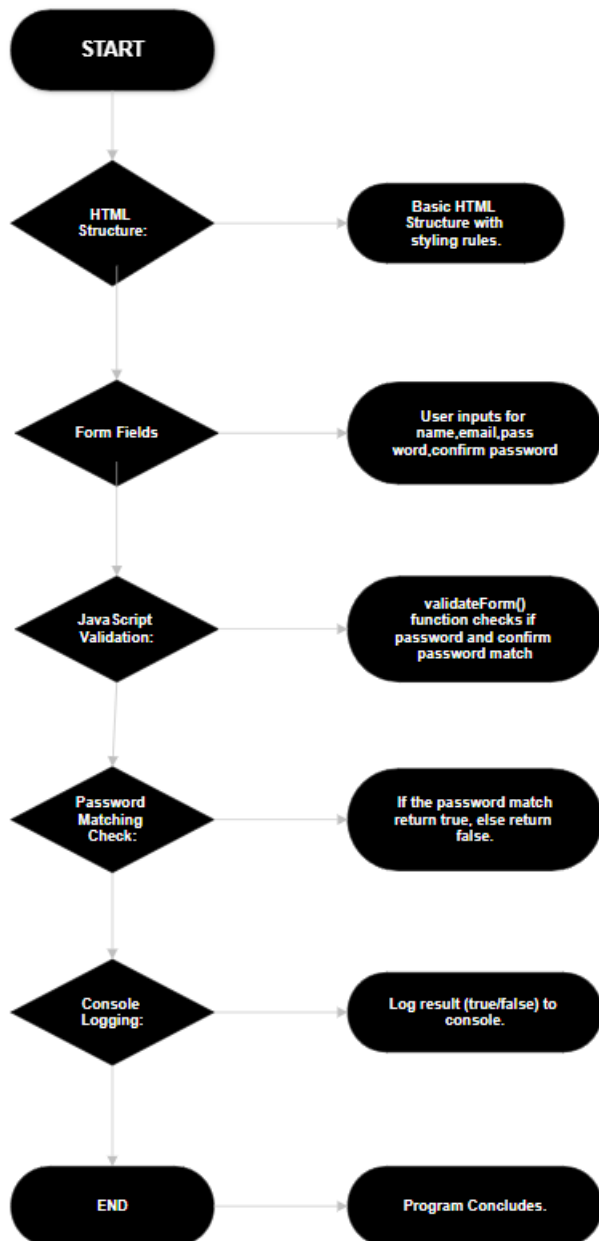 START
HTML
Structure:
Basic HTML
Structure with
styling rules.
Form Fields
User inputs for
name,email,pass
word,confirm password
JavaScript
Validation:
validateForm()
function checks if
password and confirm
password match
Password
Matching
Check:
If the password match
return true, else return
false.
Console
Logging:
Log result (true/false) to
console.
END
Program Concludes.